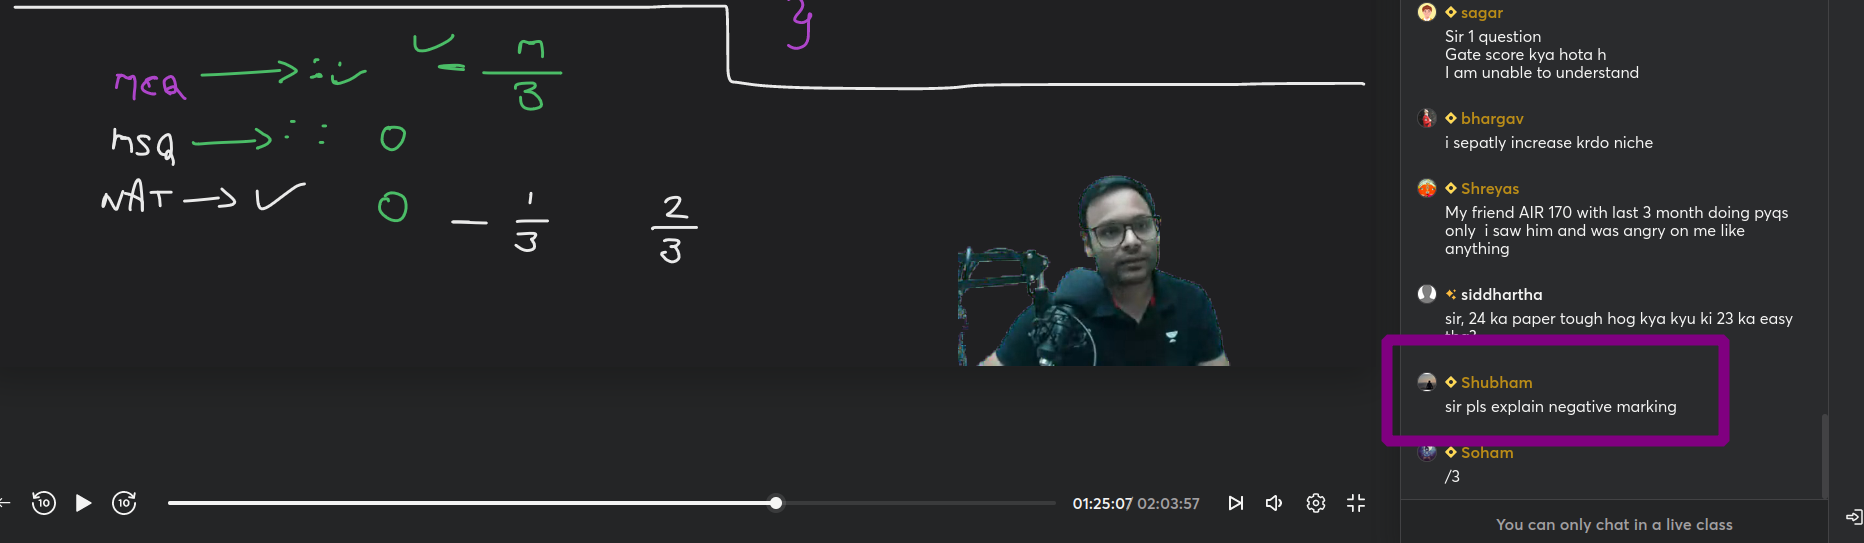 MCQ → ✓ - m/3
MSQ → 0
NAT → ✓ 0 - 1/3 2/3
sagar
Sir 1 question
Gate score kya hota h
I am unable to understand
bhargav
i sepatly increase krdo niche
Shreyas
My friend AIR 170 with last 3 month doing pyqs
only i saw him and was angry on me like
anything
siddhartha
sir, 24 ka paper tough hog kya kyu ki 23 ka easy
tha?
Shubham
sir pls explain negative marking
Soham
/3
10
10
01:25:07/ 02:03:57
You can only chat in a live class